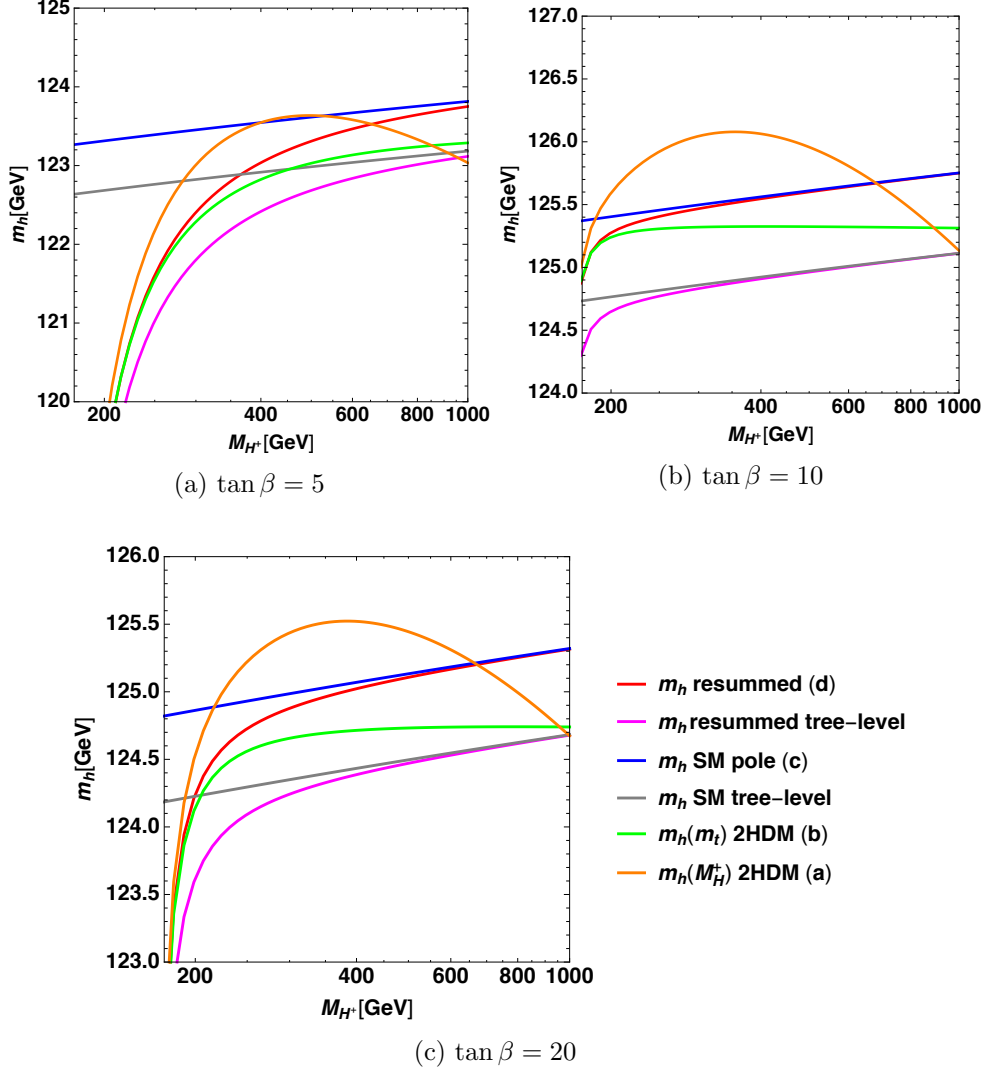 125
124
123
122
121
120
m_h[GeV]
200 400 600 800 1000
M_{H^+}[GeV]
(a) tan β = 5
127.0
126.5
126.0
125.5
125.0
124.5
124.0
m_h[GeV]
200 400 600 800 1000
M_{H^+}[GeV]
(b) tan β = 10
126.0
125.5
125.0
124.5
124.0
123.5
123.0
m_h[GeV]
200 400 600 800 1000
M_{H^+}[GeV]
(c) tan β = 20
m_h resummed (d)
m_h resummed tree-level
m_h SM pole (c)
m_h SM tree-level
m_h(m_t) 2HDM (b)
m_h(M_H^+) 2HDM (a)